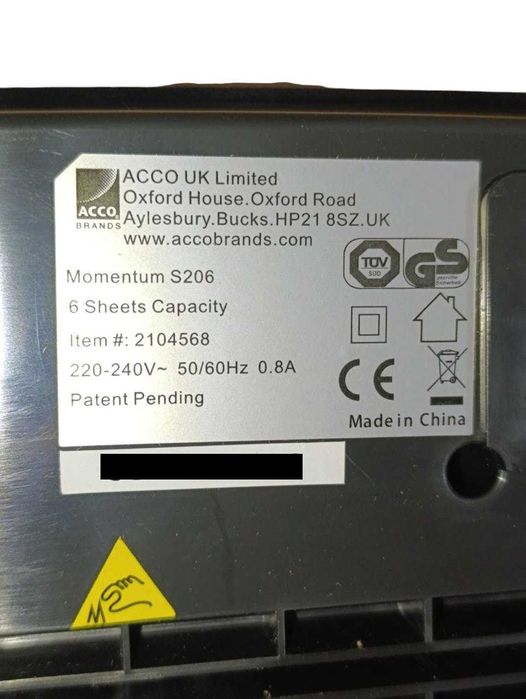 ACCO
BRANDS
ACCO UK Limited
Oxford House.Oxford Road
Aylesbury.Bucks.HP21 8SZ.UK
www.accobrands.com
TÜV
SÜD
GS
geprüfte
Sicherheit
Momentum S206
6 Sheets Capacity
Item #: 2104568
220-240V~ 50/60Hz 0.8A
Patent Pending
CE
Made in China